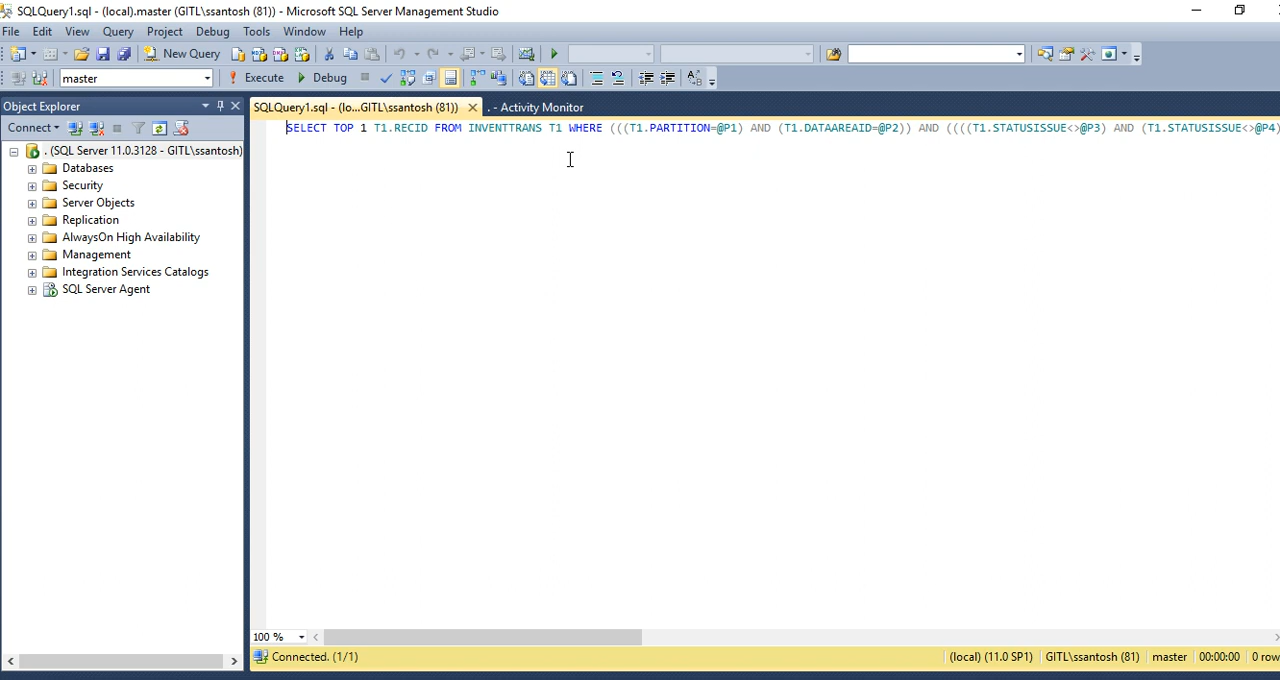 SQLQuery1.sql - (local).master (GITL\ssantosh (81)) - Microsoft SQL Server Management Studio
File Edit View Query Project Debug Tools Window Help
New Query
master Execute Debug
Object Explorer
SQLQuery1.sql - (lo...GITL\ssantosh (81)) . - Activity Monitor
Connect
SELECT TOP 1 T1.RECID FROM INVENTTRANS T1 WHERE (((T1.PARTITION=@P1) AND (T1.DATAAREAID=@P2)) AND ((((T1.STATUSISSUE<>@P3) AND (T1.STATUSISSUE<>@P4)
. (SQL Server 11.0.3128 - GITL\ssantosh)
Databases
Security
Server Objects
Replication
AlwaysOn High Availability
Management
Integration Services Catalogs
SQL Server Agent
100 %
Connected. (1/1) (local) (11.0 SP1) GITL\ssantosh (81) master 00:00:00 0 row